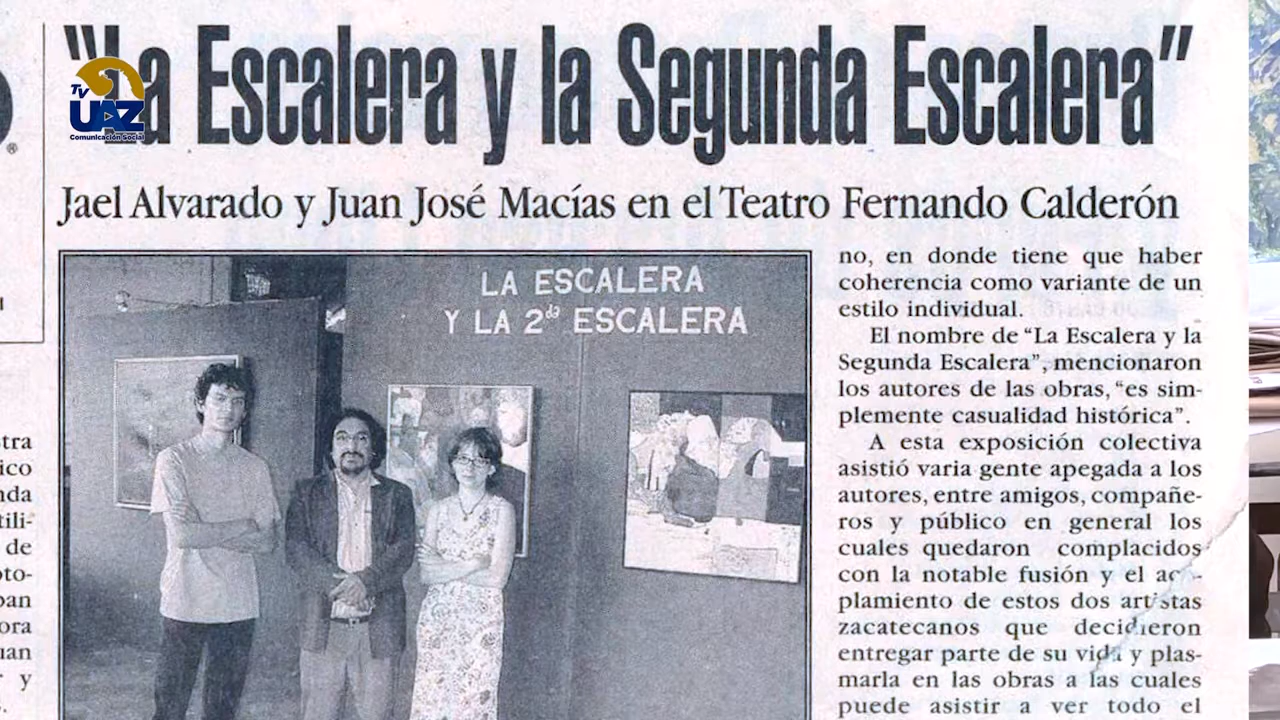 "La Escalera y la Segunda Escalera"
TV
UAZ
Comunicación Social
Jael Alvarado y Juan José Macías en el Teatro Fernando Calderón
LA ESCALERA
Y LA 2da ESCALERA
no, en donde tiene que haber
coherencia como variante de un
estilo individual.
El nombre de "La Escalera y la
Segunda Escalera", mencionaron
los autores de las obras, "es sim-
plemente casualidad histórica".
A esta exposición colectiva
asistió varia gente apegada a los
autores, entre amigos, compañe-
ros y público en general los
cuales quedaron complacidos
con la notable fusión y el aco-
plamiento de estos dos artistas
zacatecanos que decidieron
entregar parte de su vida y plas-
marla en las obras a las cuales
puede asistir a ver todo el
de
y